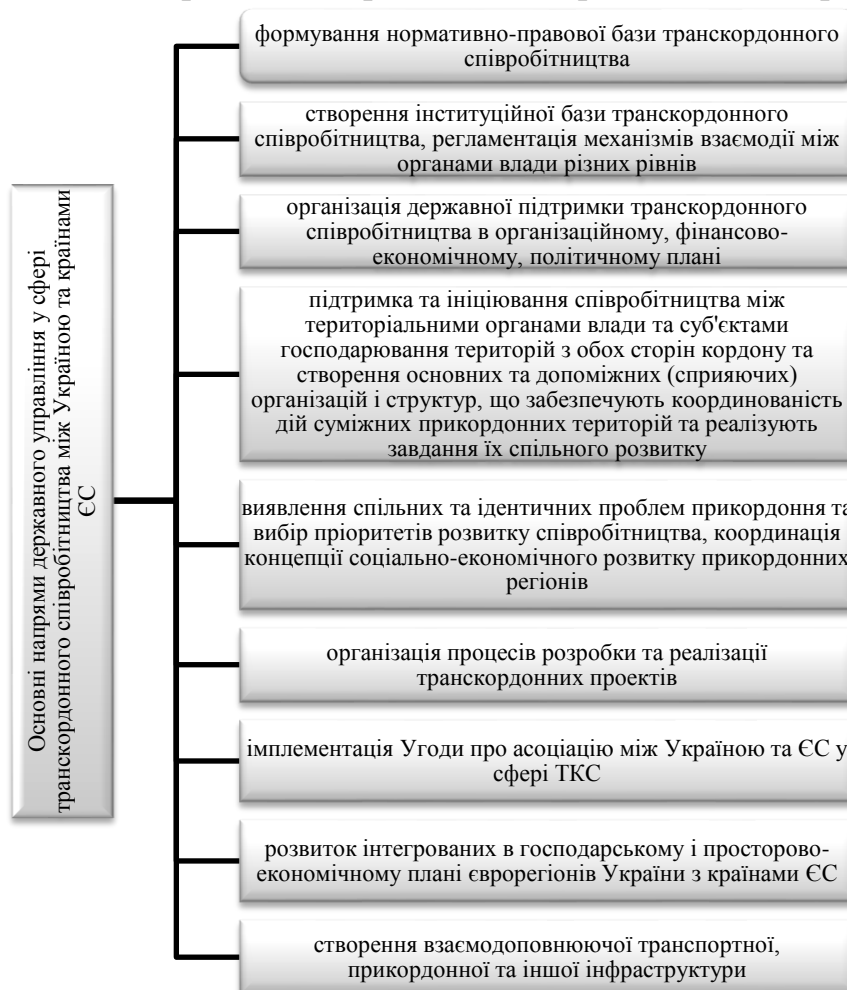 Основні напрями державного управління у сфері
транскордонного співробітництва між Україною та країнами
ЄС
формування нормативно-правової бази транскордонного
співробітництва
створення інституційної бази транскордонного
співробітництва, регламентація механізмів взаємодії між
органами влади різних рівнів
організація державної підтримки транскордонного
співробітництва в організаційному, фінансово-
економічному, політичному плані
підтримка та ініціювання співробітництва між
територіальними органами влади та суб'єктами
господарювання територій з обох сторін кордону та
створення основних та допоміжних (сприяючих)
організацій і структур, що забезпечують координованість
дій суміжних прикордонних територій та реалізують
завдання їх спільного розвитку
виявлення спільних та ідентичних проблем прикордоння та
вибір пріоритетів розвитку співробітництва, координація
концепції соціально-економічного розвитку прикордонних
регіонів
організація процесів розробки та реалізації
транскордонних проектів
імплементація Угоди про асоціацію між Україною та ЄС у
сфері ТКС
розвиток інтегрованих в господарському і просторово-
економічному плані єврорегіонів України з країнами ЄС
створення взаємодоповнюючої транспортної,
прикордонної та іншої інфраструктури